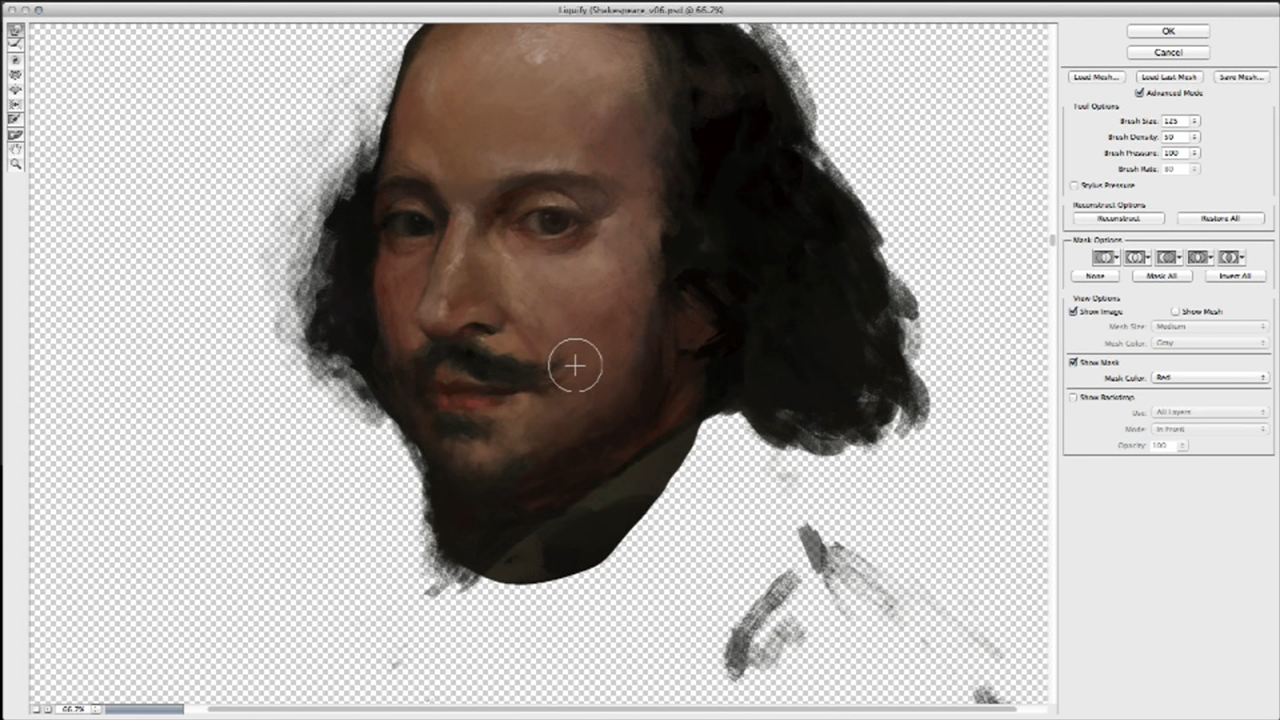 Liquify (Shakespeare_v06.psd @ 66.7%)
OK
Cancel
Load Mesh... Load Last Mesh Save Mesh...
Advanced Mode
Tool Options
Brush Size: 125
Brush Density: 50
Brush Pressure: 100
Brush Rate: 80
Stylus Pressure
Reconstruct Options
Reconstruct Restore All
Mask Options
None Mask All Invert All
View Options
Show Image Show Mesh
Mesh Size: Medium
Mesh Color: Gray
Show Mask
Mask Color: Red
Show Backdrop
Use: All Layers
Mode: In Front
Opacity: 100
66.7%